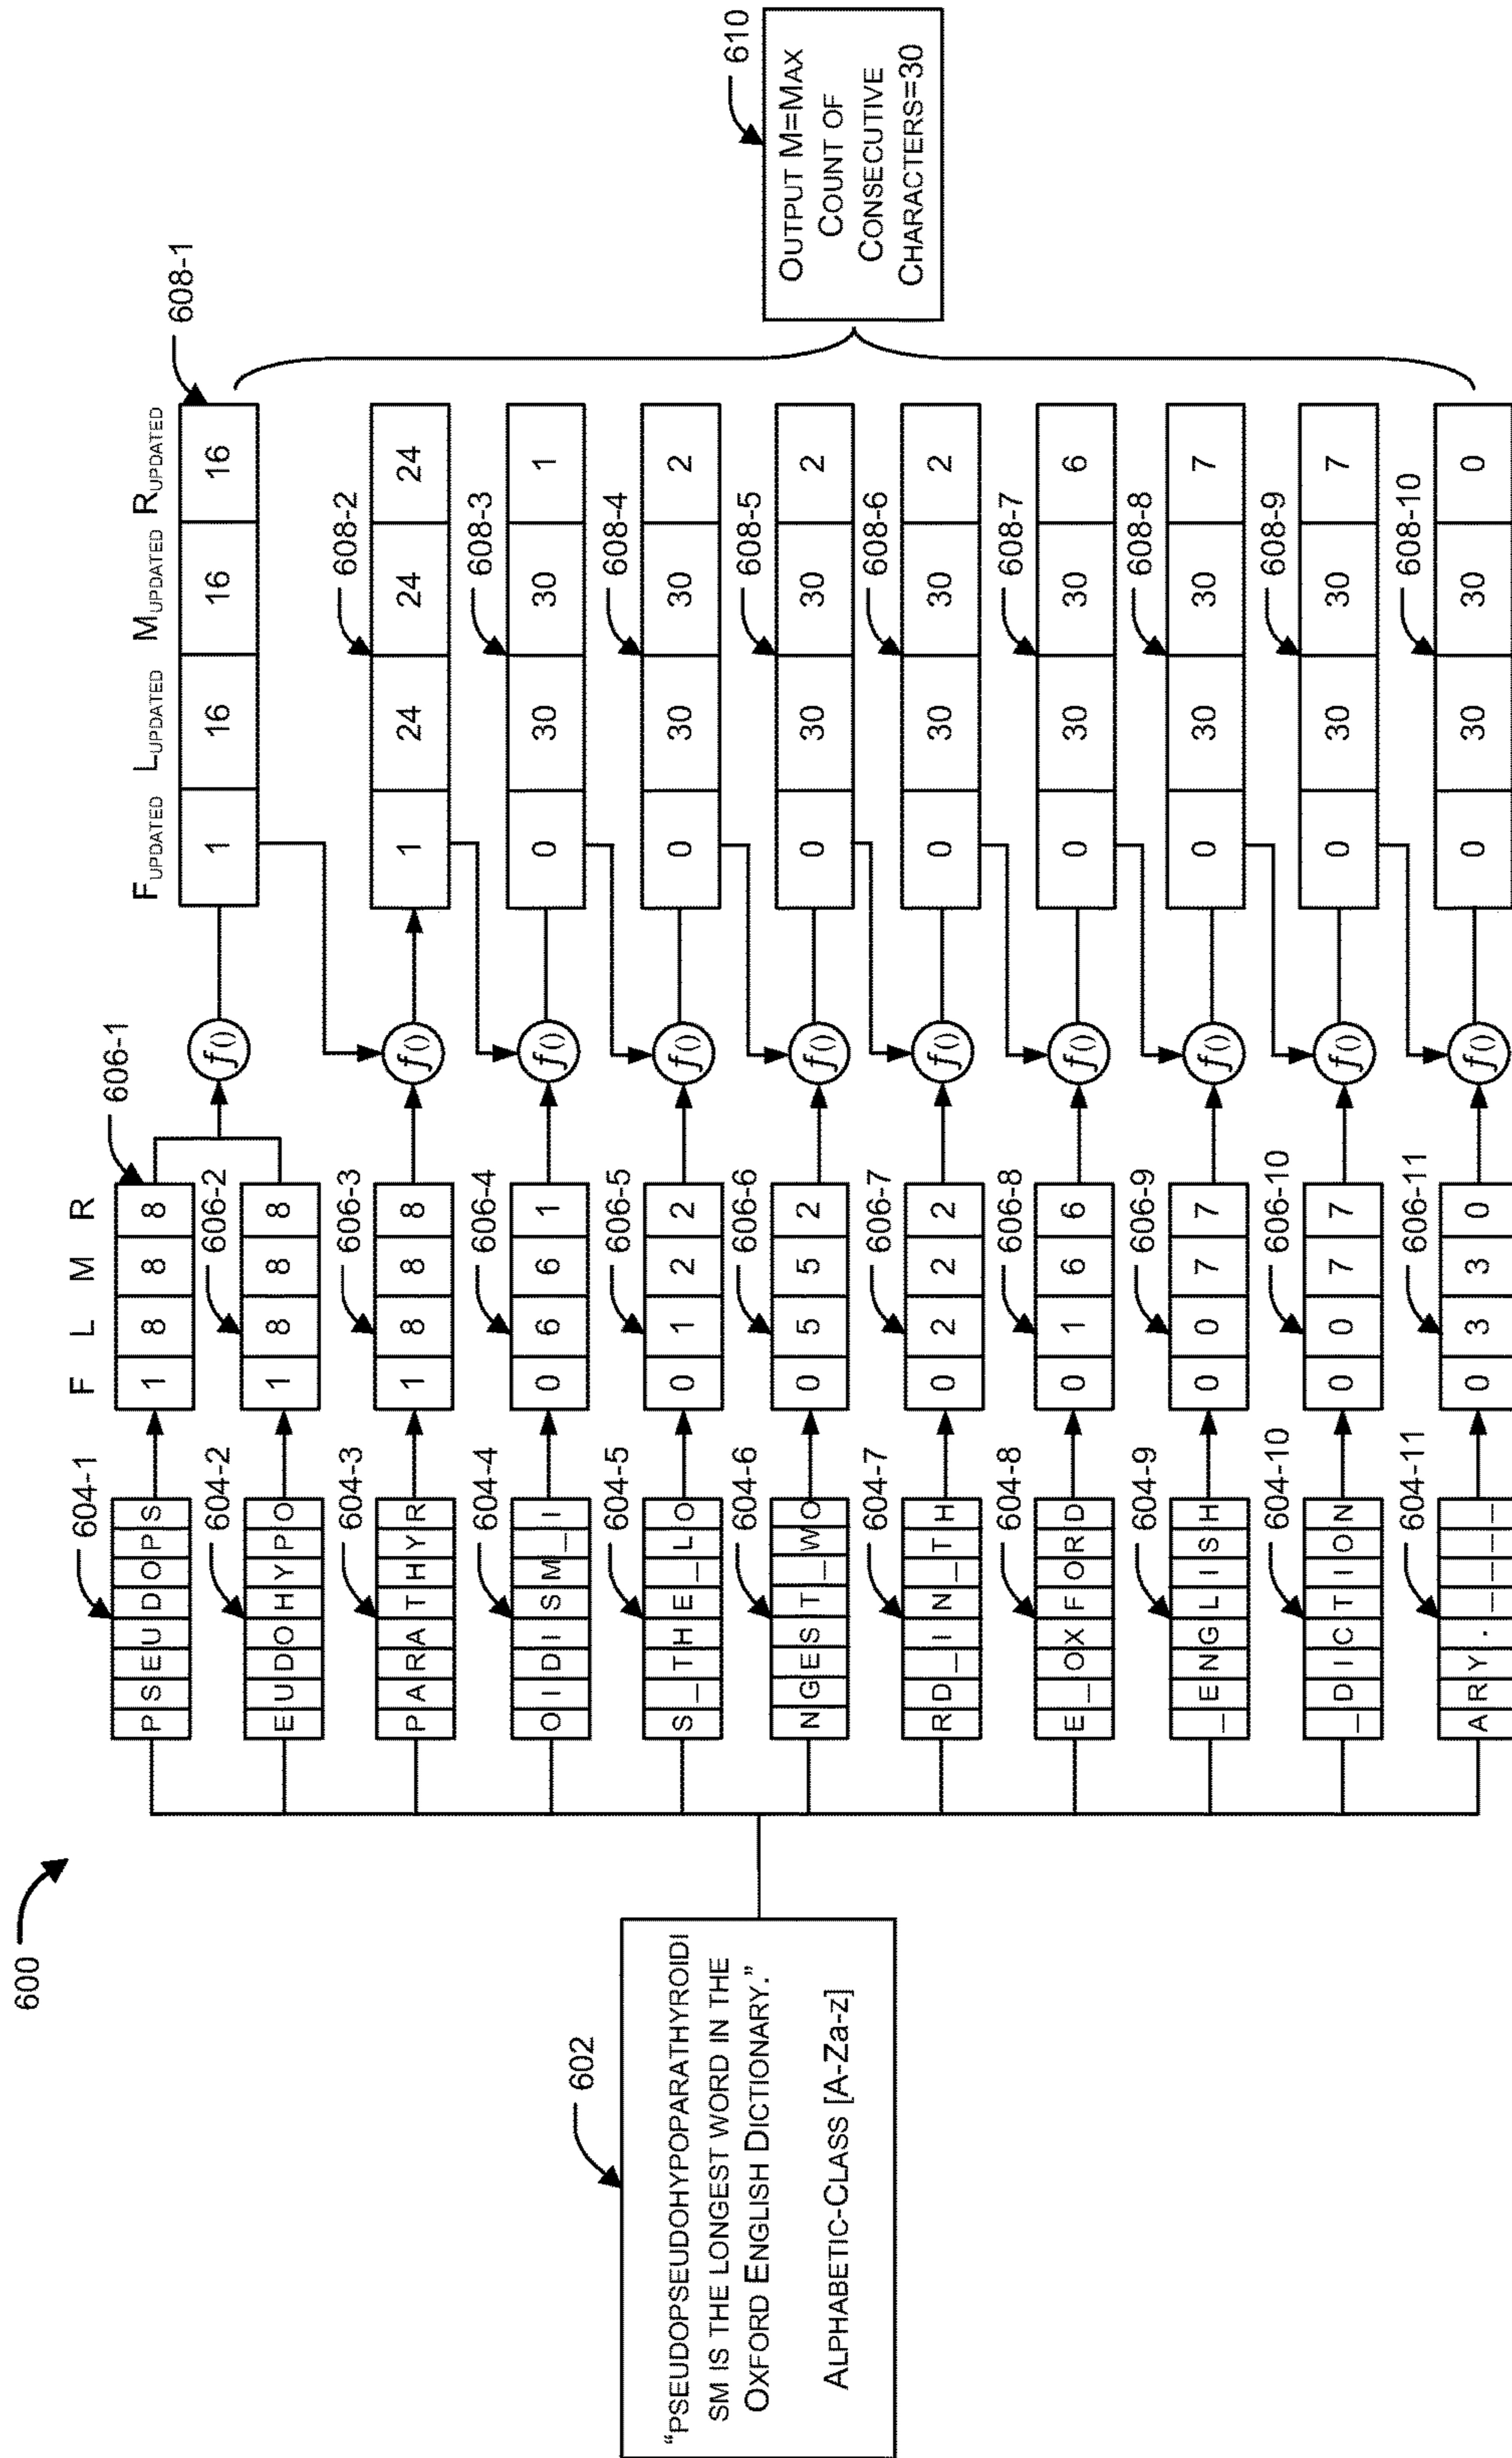 600
602
"PSEUDOPSEUDOHYPOPARATHYROIDI
SM IS THE LONGEST WORD IN THE
OXFORD ENGLISH DICTIONARY."
ALPHABETIC-CLASS [A-Za-z]
604-1
P S E U D O P S
604-2
E U D O H Y P O
604-3
P A R A T H Y R
604-4
O I D I S M _ I
604-5
S _ T H E _ L O
604-6
N G E S T _ W O
604-7
R D _ I N _ T H
604-8
E _ O X F O R D
604-9
_ E N G L I S H
604-10
_ D I C T I O N
604-11
A R Y . _ _ _ _
F L M R
606-1
1 8 8 8
606-2
1 8 8 8
606-3
1 8 8 8
606-4
0 6 6 1
606-5
0 1 2 2
606-6
0 5 5 2
606-7
0 2 2 2
606-8
0 1 6 6
606-9
0 0 7 7
606-10
0 0 7 7
606-11
0 3 3 0
f()
f()
f()
f()
f()
f()
f()
f()
f()
f()
FUPDATED LUPDATED MUPDATED RUPDATED
608-1
1 16 16 16
608-2
1 24 24 24
608-3
0 30 30 1
608-4
0 30 30 2
608-5
0 30 30 2
608-6
0 30 30 2
608-7
0 30 30 6
608-8
0 30 30 7
608-9
0 30 30 7
608-10
0 30 30 0
610
OUTPUT M=MAX
COUNT OF
CONSECUTIVE
CHARACTERS=30